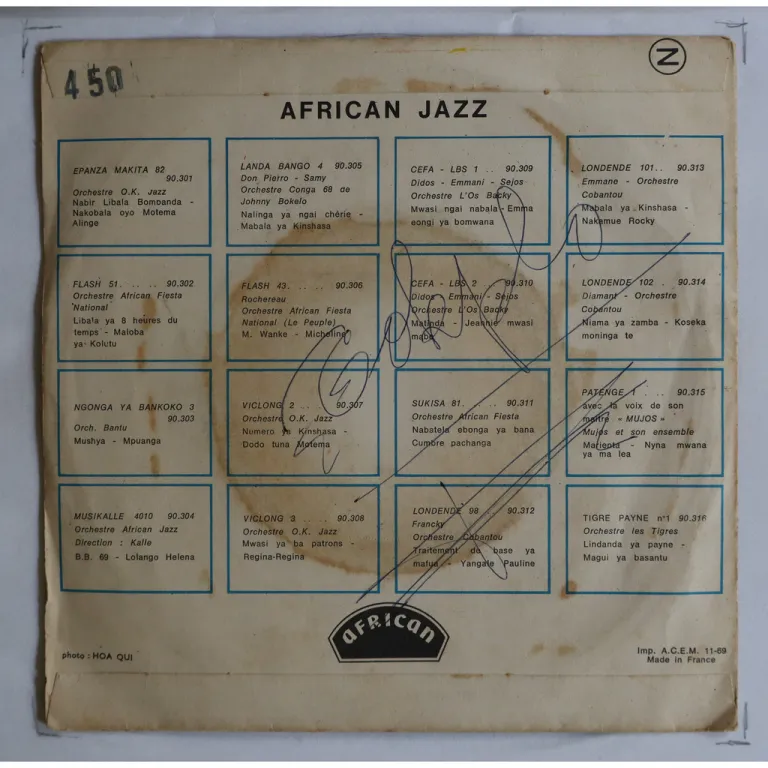 450
N
AFRICAN JAZZ
EPANZA MAKITA 82
90.301
Orchestre O.K. Jazz
Nabir Libala Bombanda -
Nakobala oyo Motema
Alinge
LANDA BANGO 4 90.305
Don Pierro - Samy
Orchestre Conga 68 de
Johnny Bokelo
Nalinga ya ngai chérie -
Mabala ya Kinshasa
CEFA - LBS 1 .. 90.309
Didos - Emmani - Sejos
Orchestre L'Os Backy
Mwasi ngai nabala - Emma
eongi ya bomwana
LONDENDE 101.. 90.313
Emmane - Orchestre
Cobantou
Mabala ya Kinshasa -
Nakamue Rocky
FLASH 51. .. .. 90.302
Orchestre African Fiesta
'National'
Libala ya 8 heures du
temps - Maloba
ya Kolutu
FLASH 43. .. .. 90.306
Rochereau
Orchestre African Fiesta
National (Le Peuple)
M. Wanke - Micheline
CEFA - LBS 2 90.310
Didos - Emmani - Sejos
Orchestre L'Os Backy
Matinda - Jeannie mwasi
mabe
LONDENDE 102 .. 90.314
Diamant - Orchestre
Cobantou
Niama ya zamba - Koseka
moninga te
NGONGA YA BANKOKO 3
90.303
Orch. Bantu
Mushya - Mpuanga
VICLONG 2 .. .. 90.307
Orchestre O.K. Jazz
Numero ya Kinshasa -
Dodo tuna Motema
SUKISA 81. .. .. 90.311
Orchestre African Fiesta
Nabatela ebonga ya bana
Cumbre pachanga
PATENGE 1 .. .. 90.315
avec la voix de son
maître « MUJOS »
Mujos et son ensemble
Marienta - Nyna mwana
ya ma lea
MUSIKALLE 4010 90.304
Orchestre African Jazz
Direction : Kalle
B.B. 69 - Lolango Helena
VICLONG 3 .. .. 90.308
Orchestre O.K. Jazz
Mwasi ya ba patrons -
Regina-Regina
LONDENDE 98 .. 90.312
Francky
Orchestre Cobantou
Traitement de base ya
matua - Yangale Pauline
TIGRE PAYNE n°1 90.316
Orchestre les Tigres
Lindanda ya payne -
Magui ya basantu
AFRICAN
photo : HOA QUI
Imp. A.C.E.M. 11-69
Made in France